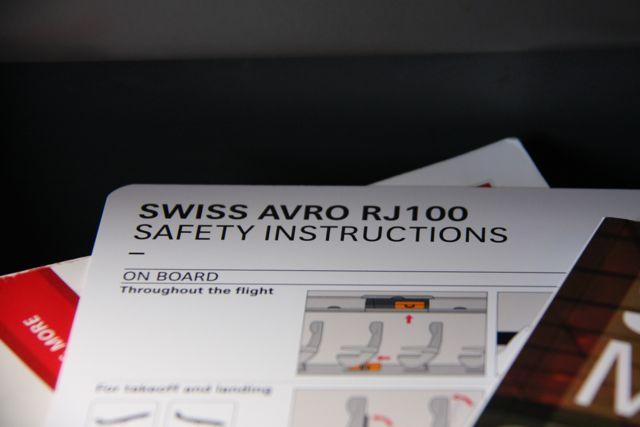 SWISS AVRO RJ100
SAFETY INSTRUCTIONS
ON BOARD
Throughout the flight
For takeoff and landing
MORE
M